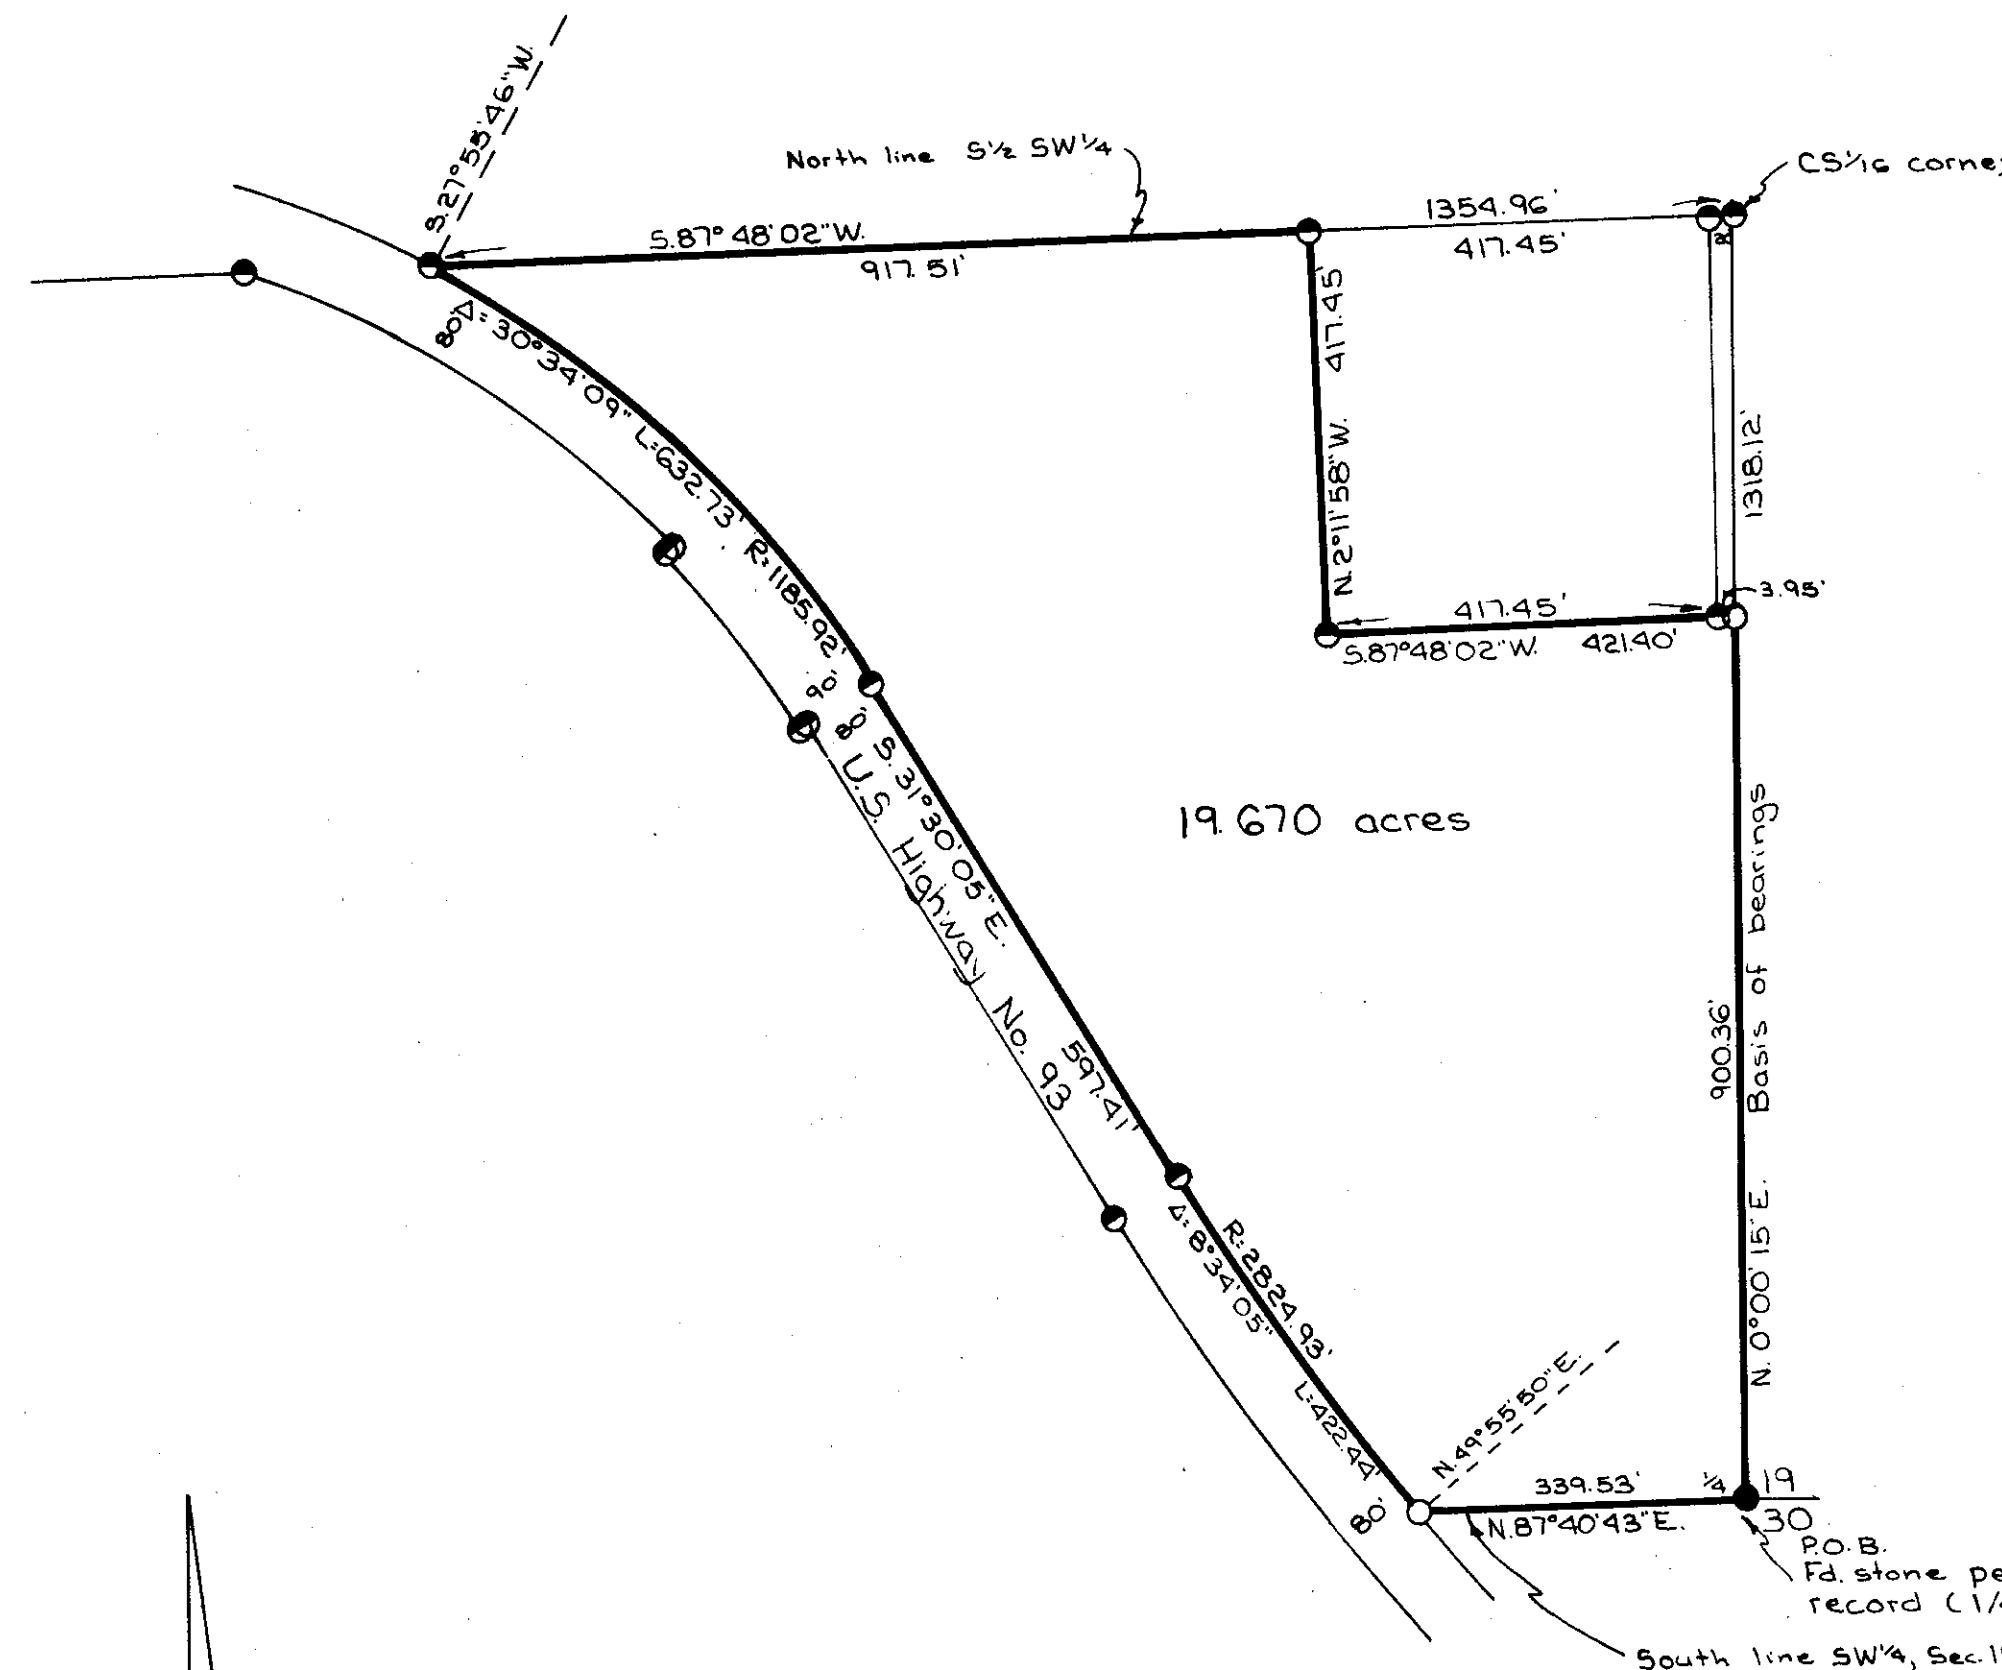 S.27°55'46"W.
North line S½ SW¼
CS1/16 corner
1354.96'
S.87°48'02"W.
917.51'
417.45'
80'
Δ=30°34'09" L=632.73' R=1185.92'
417.45'
N.2°11'58"W.
1318.12'
3.95'
417.45'
S.87°48'02"W. 421.40'
90'
80'
S.31°30'05"E.
597.41'
U.S. Highway No. 93
19.670 acres
900.36'
N.0°00'15"E. Basis of bearings
R=2824.93'
Δ=8°34'05"
L=422.44'
N.49°55'50"E.
80'
339.53'
¼
19
N.87°40'43"E.
30
P.O.B.
Fd. stone pe
record (1/
South line SW¼, Sec. 1